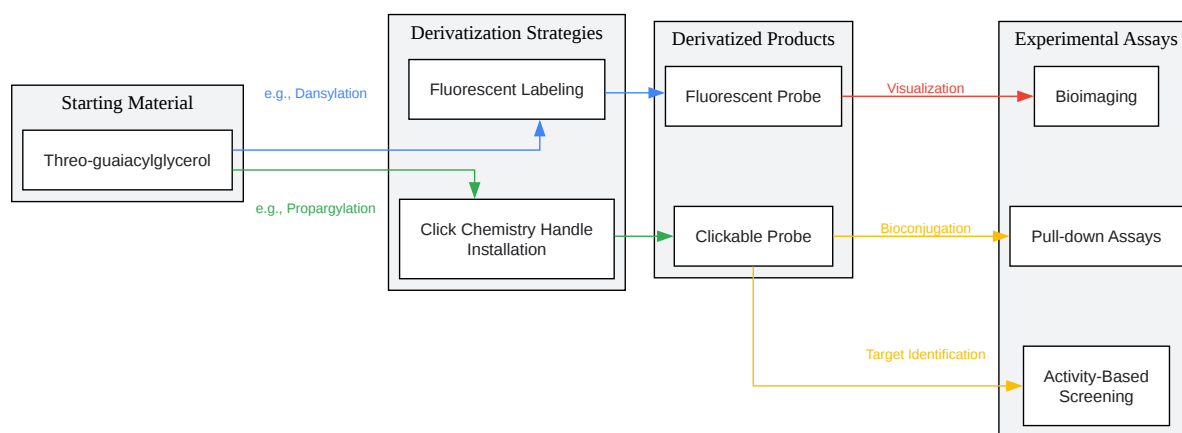 Starting Material
Threo-guaiacylglycerol
e.g., Dansylation
e.g., Propargylation
Derivatization Strategies
Fluorescent Labeling
Click Chemistry Handle
Installation
Derivatized Products
Fluorescent Probe
Clickable Probe
Visualization
Bioconjugation
Target Identification
Experimental Assays
Bioimaging
Pull-down Assays
Activity-Based
Screening